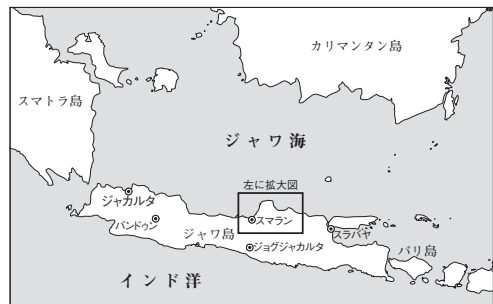 カリマンタン島
スマトラ島
ジャワ海
左に拡大図
ジャカルタ
バンドゥン
スマラン
ジャワ島
スラバヤ
ジョグジャカルタ
バリ島
インド洋